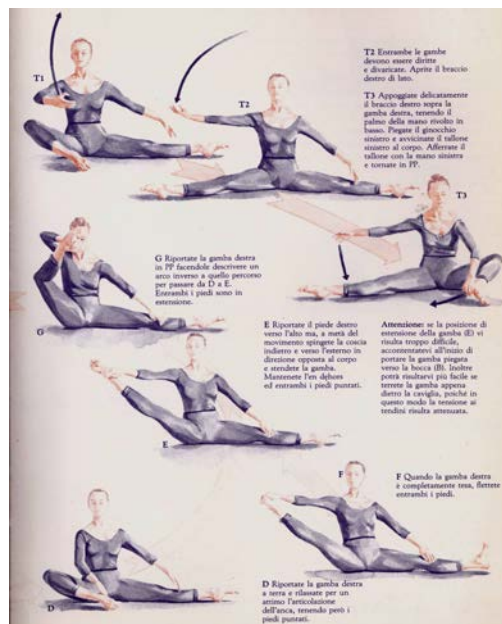 T1
T2
T2 Entrambe le gambe
devono essere diritte
e divaricate. Aprite il braccio
destro di lato.
T3 Appoggiate delicatamente
il braccio destro sopra la
gamba destra, tenendo il
palmo della mano rivolto in
basso. Piegate il ginocchio
sinistro e avvicinate il tallone
sinistro al corpo. Afferrate il
tallone con la mano sinistra
e tornate in PP.
T3
G Riportate la gamba destra
in PP facendole descrivere un
arco inverso a quello percorso
per passare da D a E.
Entrambi i piedi sono in
estensione.
G
E Riportate il piede destro
verso l'alto ma, a metà del
movimento spingete la coscia
indietro e verso l'esterno in
direzione opposta al corpo
e stendete la gamba.
Mantenete l'en dehors
ed entrambi i piedi puntati.
E
Attenzione: se la posizione di
estensione della gamba (E) vi
risulta troppo difficile,
accontentatevi all'inizio di
portare la gamba piegata
verso la bocca (B). Inoltre
potrà risultarvi più facile se
terrete la gamba appena
dietro la caviglia, poiché in
questo modo la tensione ai
tendini risulta attenuata.
F
F Quando la gamba destra
è completamente tesa, flettete
entrambi i piedi.
D
D Riportate la gamba destra
a terra e rilassate per un
attimo l'articolazione
dell'anca, tenendo però i
piedi puntati.